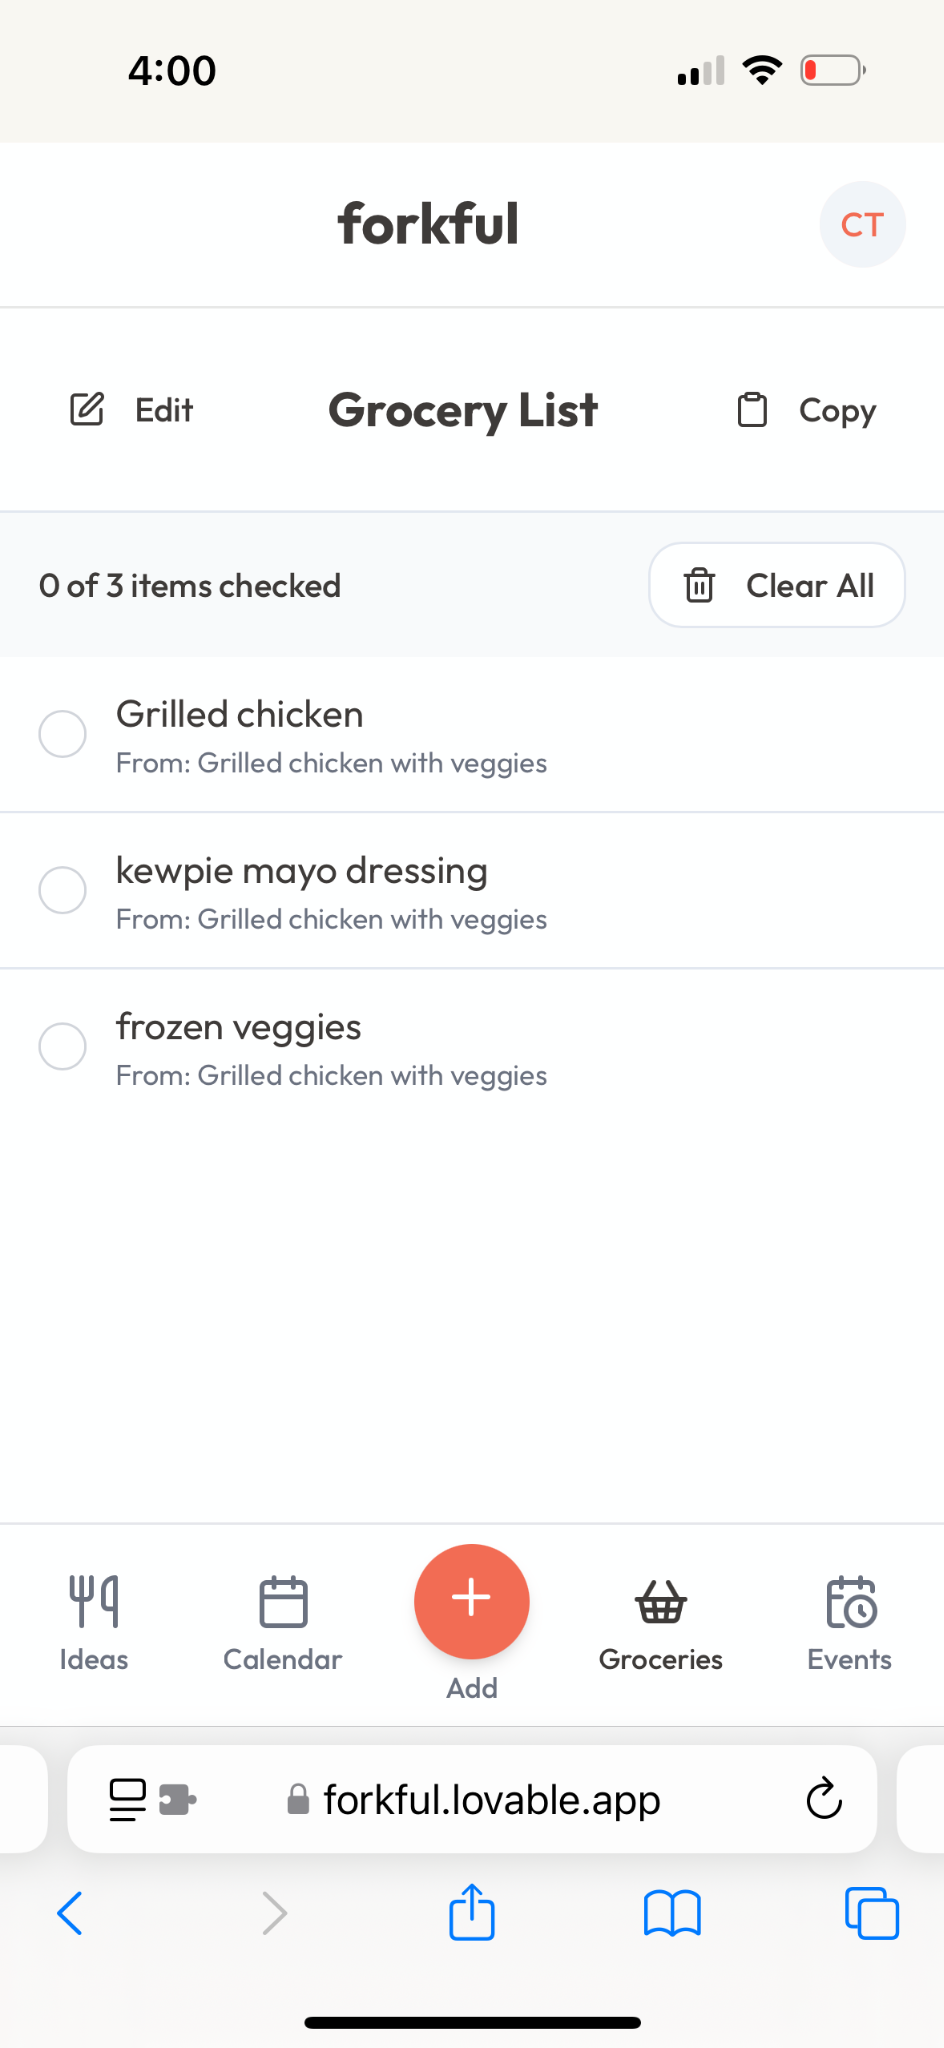 4:00
forkful
CT
Edit
Grocery List
Copy
0 of 3 items checked
Clear All
Grilled chicken
From: Grilled chicken with veggies
kewpie mayo dressing
From: Grilled chicken with veggies
frozen veggies
From: Grilled chicken with veggies
Ideas
Calendar
Add
Groceries
Events
forkful.lovable.app